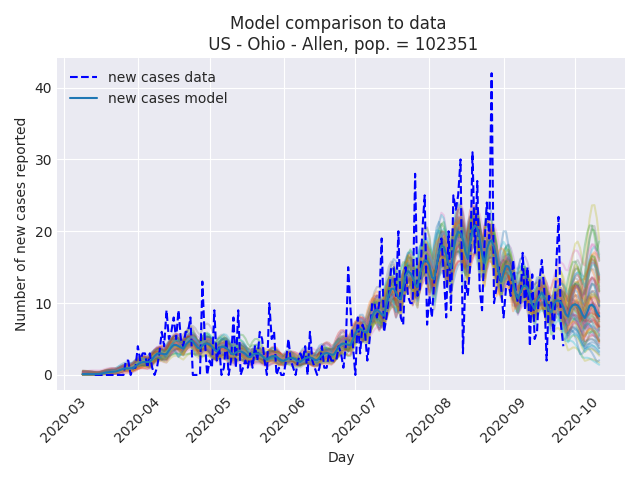 Model comparison to data
US - Ohio - Allen, pop. = 102351
new cases data
new cases model
Number of new cases reported
40
30
20
10
0
2020-03
2020-04
2020-05
2020-06
2020-07
2020-08
2020-09
2020-10
Day